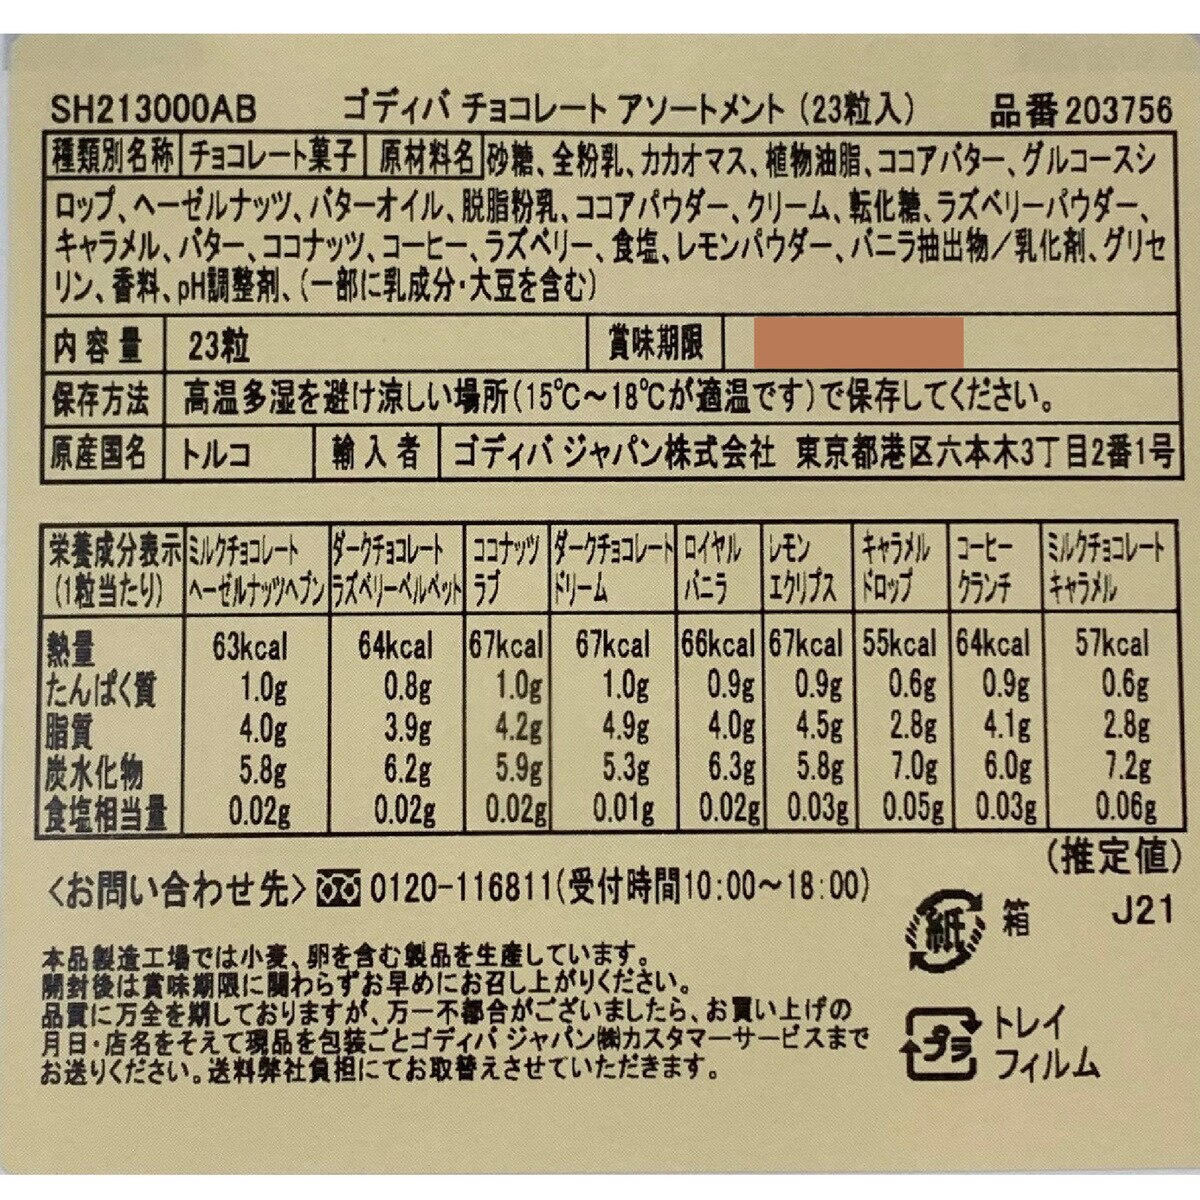 SH213000AB ゴディバ チョコレート アソートメント (23粒入) 品番203756
種類別名称 チョコレート菓子 原材料名 砂糖、全粉乳、カカオマス、植物油脂、ココアバター、グルコースシ
ロップ、ヘーゼルナッツ、バターオイル、脱脂粉乳、ココアパウダー、クリーム、転化糖、ラズベリーパウダー、
キャラメル、バター、ココナッツ、コーヒー、ラズベリー、食塩、レモンパウダー、バニラ抽出物／乳化剤、グリセ
リン、香料、pH調整剤、(一部に乳成分・大豆を含む)
内容量 23粒 賞味期限
保存方法 高温多湿を避け涼しい場所(15℃～18℃が適温です)で保存してください。
原産国名 トルコ 輸入者 ゴディバ ジャパン株式会社 東京都港区六本木3丁目2番1号
栄養成分表示 ミルクチョコレート ダークチョコレート ココナッツ ダークチョコレート ロイヤル レモン キャラメル コーヒー ミルクチョコレート
(1粒当たり) ヘーゼルナッツヘブン ラズベリーベルベット ラブ ドリーム バニラ エクリプス ドロップ クランチ キャラメル
熱量 63kcal 64kcal 67kcal 67kcal 66kcal 67kcal 55kcal 64kcal 57kcal
たんぱく質 1.0g 0.8g 1.0g 1.0g 0.9g 0.9g 0.6g 0.9g 0.6g
脂質 4.0g 3.9g 4.2g 4.9g 4.0g 4.5g 2.8g 4.1g 2.8g
炭水化物 5.8g 6.2g 5.9g 5.3g 6.3g 5.8g 7.0g 6.0g 7.2g
食塩相当量 0.02g 0.02g 0.02g 0.01g 0.02g 0.03g 0.05g 0.03g 0.06g
(推定値)
<お問い合わせ先> 0120-116811(受付時間10:00～18:00)
J21
紙 箱
本品製造工場では小麦、卵を含む製品を生産しています。
開封後は賞味期限に関わらずお早めにお召し上がりください。
品質に万全を期しておりますが、万一不都合がございましたら、お買い上げの
月日・店名をそえて現品を包装ごとゴディバ ジャパン㈱カスタマーサービスまで
お送りください。送料弊社負担にてお取替えさせていただきます。
プラ トレイ
フィルム